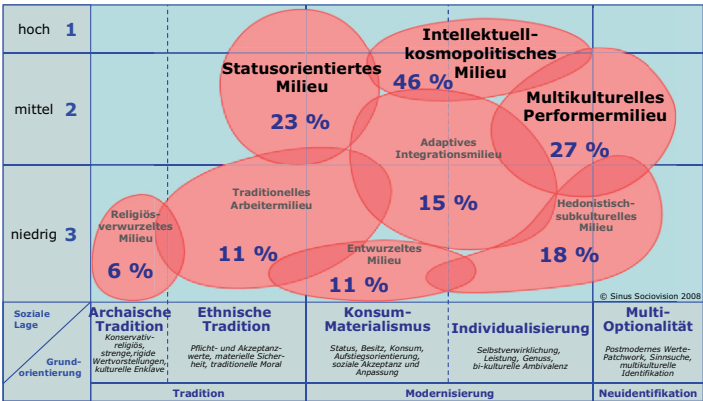 hoch 1
mittel 2
niedrig 3
Statusorientiertes
Milieu
23 %
Intellektuell-
kosmopolitisches
Milieu
46 %
Multikulturelles
Performermilieu
27 %
Adaptives
Integrationsmilieu
15 %
Religiös-
verwurzeltes
Milieu
6 %
Traditionelles
Arbeitermilieu
11 %
Entwurzeltes
Milieu
11 %
Hedonistisch-
subkulturelles
Milieu
18 %
© Sinus Sociovision 2008
Soziale
Lage
Grund-
orientierung
Archaische
Tradition
Konservativ-
religiös,
strenge,rigide
Wertvorstellungen,
kulturelle Enklave
Ethnische
Tradition
Pflicht- und Akzeptanz-
werte, materielle Sicher-
heit, traditionelle Moral
Konsum-
Materialismus
Status, Besitz, Konsum,
Aufstiegsorientierung,
soziale Akzeptanz und
Anpassung
Individualisierung
Selbstverwirklichung,
Leistung, Genuss,
bi-kulturelle Ambivalenz
Multi-
Optionalität
Postmodernes Werte-
Patchwork, Sinnsuche,
multikulturelle
Identifikation
Tradition
Modernisierung
Neuidentifikation